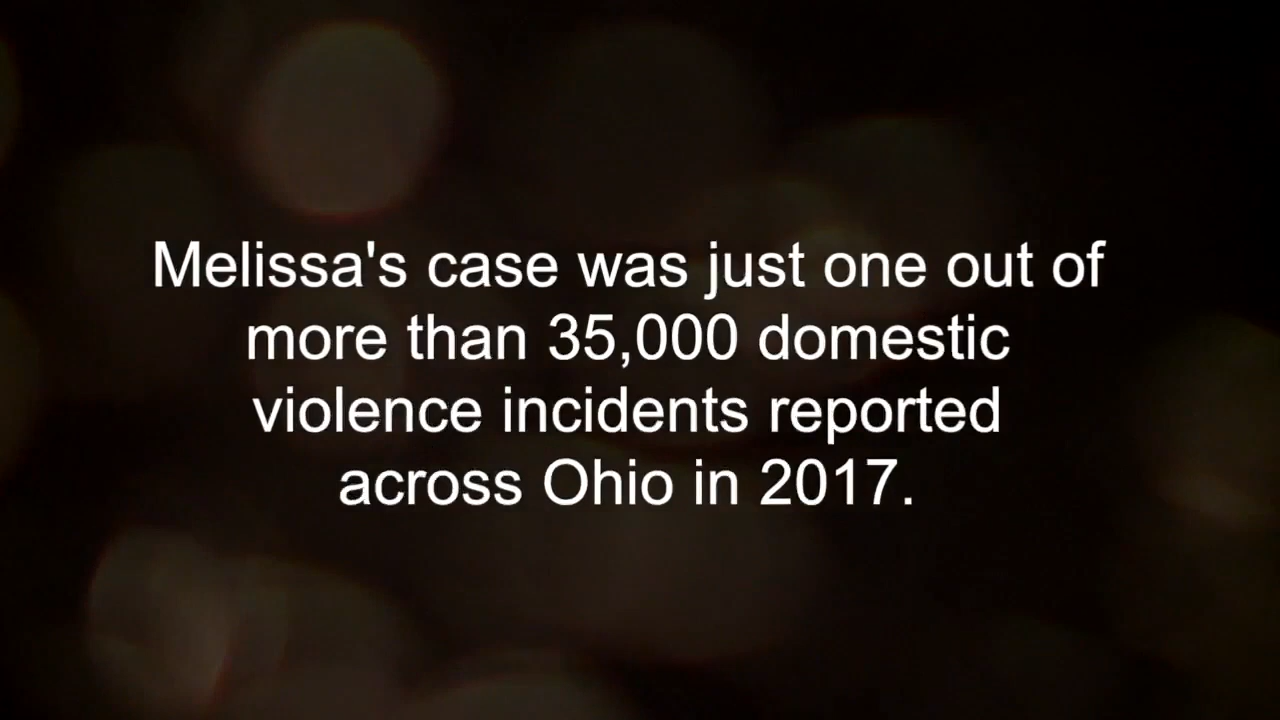 Melissa's case was just one out of
more than 35,000 domestic
violence incidents reported
across Ohio in 2017.